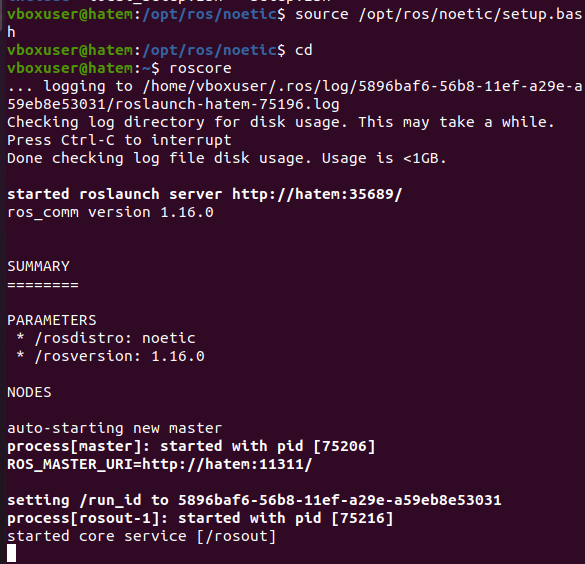 vboxuser@hatem:/opt/ros/noetic$ source /opt/ros/noetic/setup.bas
h
vboxuser@hatem:/opt/ros/noetic$ cd
vboxuser@hatem:~$ roscore
... logging to /home/vboxuser/.ros/log/5896baf6-56b8-11ef-a29e-a
59eb8e53031/roslaunch-hatem-75196.log
Checking log directory for disk usage. This may take a while.
Press Ctrl-C to interrupt
Done checking log file disk usage. Usage is <1GB.
started roslaunch server http://hatem:35689/
ros_comm version 1.16.0
SUMMARY
========
PARAMETERS
* /rosdistro: noetic
* /rosversion: 1.16.0
NODES
auto-starting new master
process[master]: started with pid [75206]
ROS_MASTER_URI=http://hatem:11311/
setting /run_id to 5896baf6-56b8-11ef-a29e-a59eb8e53031
process[rosout-1]: started with pid [75216]
started core service [/rosout]